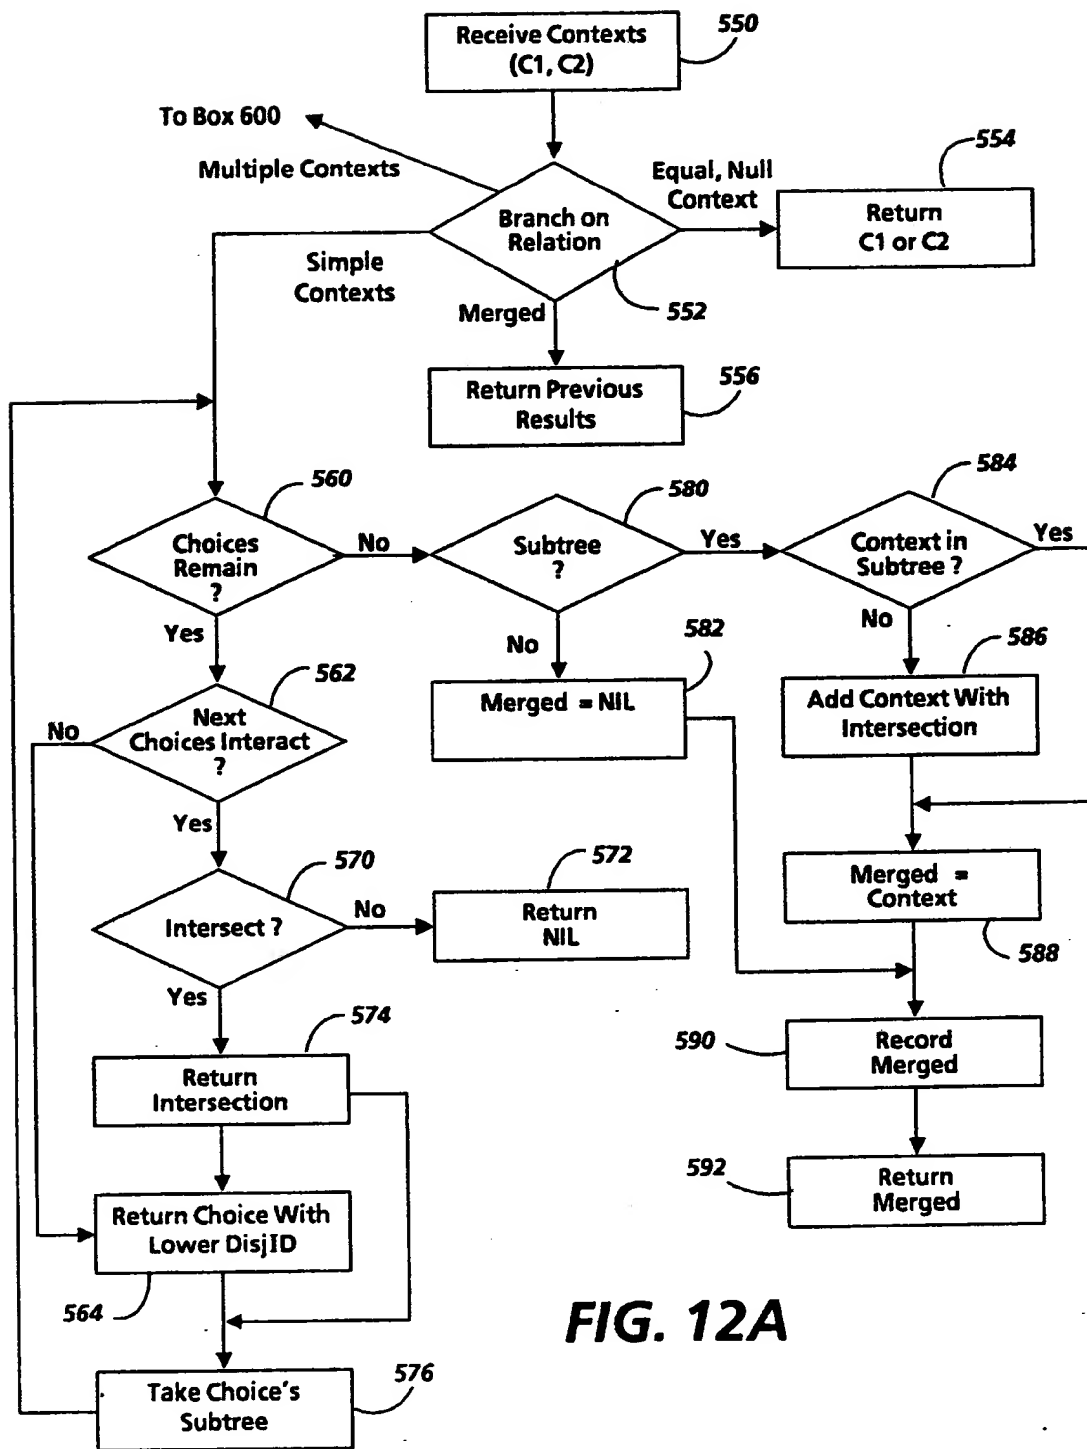 Receive Contexts
(C1, C2)
550
To Box 600
Multiple Contexts
Equal, Null
Context
554
Return
C1 or C2
Branch on
Relation
Simple
Contexts
552
Merged
Return Previous
Results
556
560
580
584
Choices
Remain
?
No
Subtree
?
Yes
Context in
Subtree ?
Yes
Yes
No
582
No
586
562
Merged = NIL
Add Context With
Intersection
No
Next
Choices Interact
?
Yes
570
572
Merged =
Context
Intersect ?
No
Return
NIL
588
Yes
574
590
Record
Merged
Return
Intersection
592
Return
Merged
Return Choice With
Lower DisjID
564
FIG. 12A
Take Choice's
Subtree
576